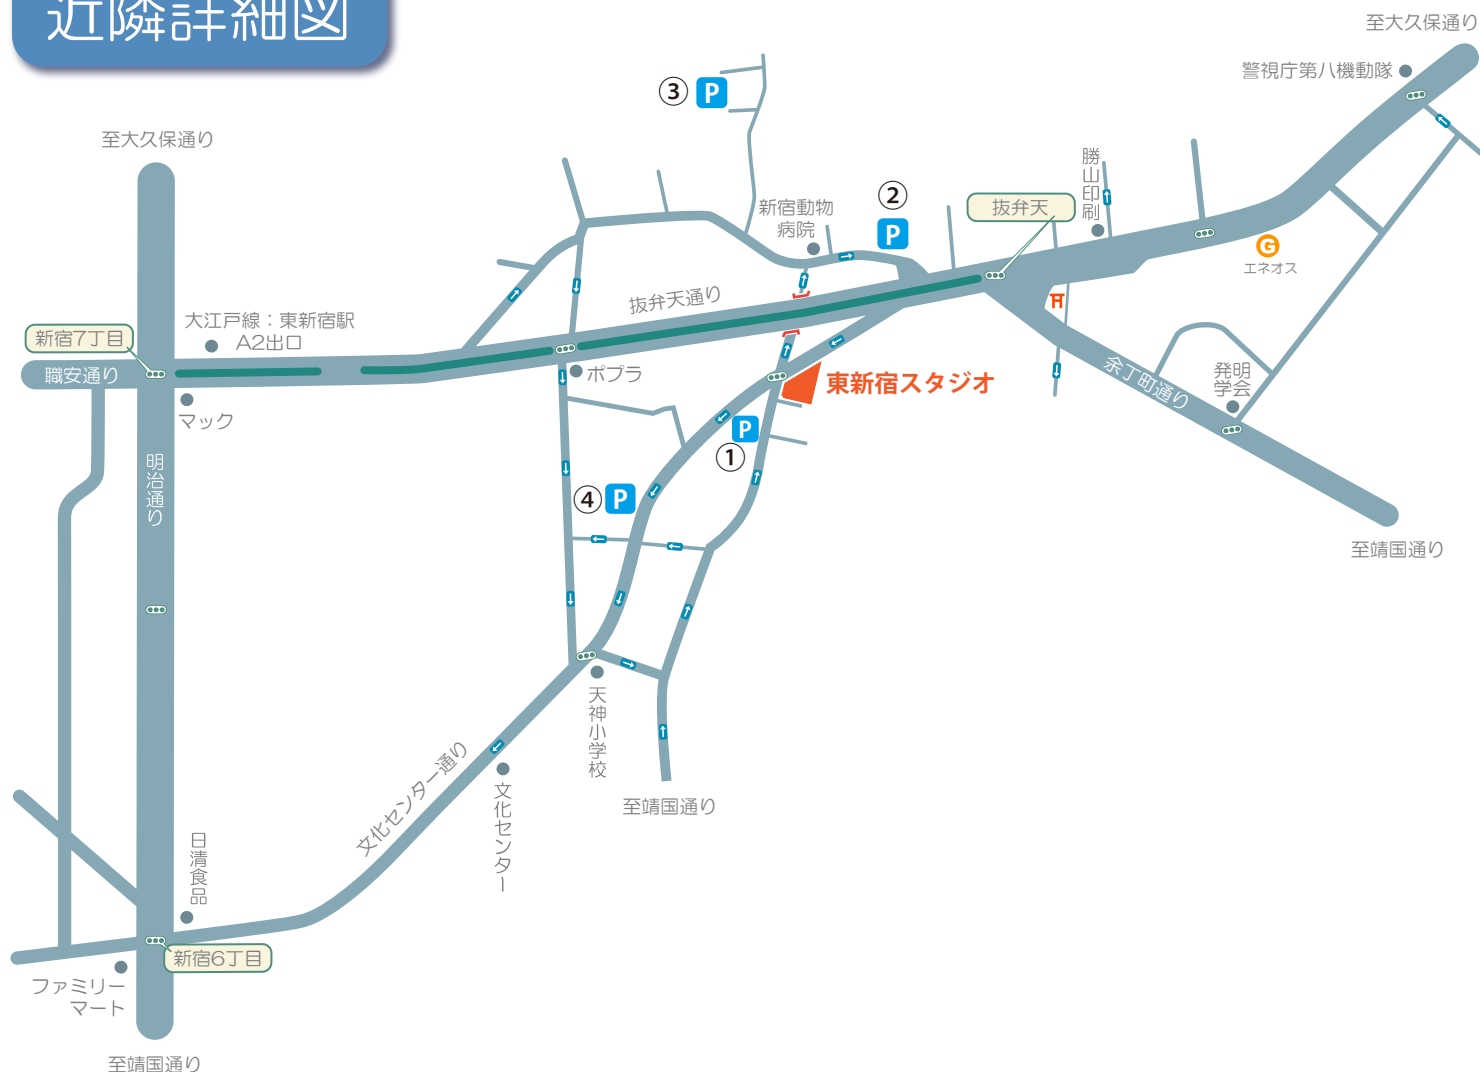 近隣詳細図
至大久保通り
警視庁第八機動隊
③ P
至大久保通り
勝山印刷
②
P
抜弁天
新宿動物
病院
G
エネオス
抜弁天通り
大江戸線：東新宿駅
A2出口
新宿7丁目
職安通り
ポプラ
東新宿スタジオ
余丁町通り
発明
学会
マック
P
①
明治通り
④ P
至靖国通り
天神小学校
文化センター通り
文化センター
至靖国通り
日清食品
新宿6丁目
ファミリー
マート
至靖国通り